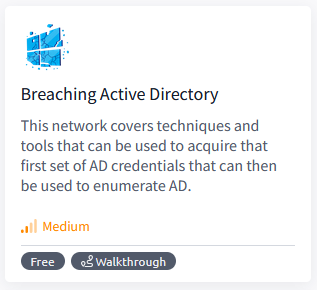 Breaching Active Directory
This network covers techniques and
tools that can be used to acquire that
first set of AD credentials that can then
be used to enumerate AD.
Medium
Free
Walkthrough